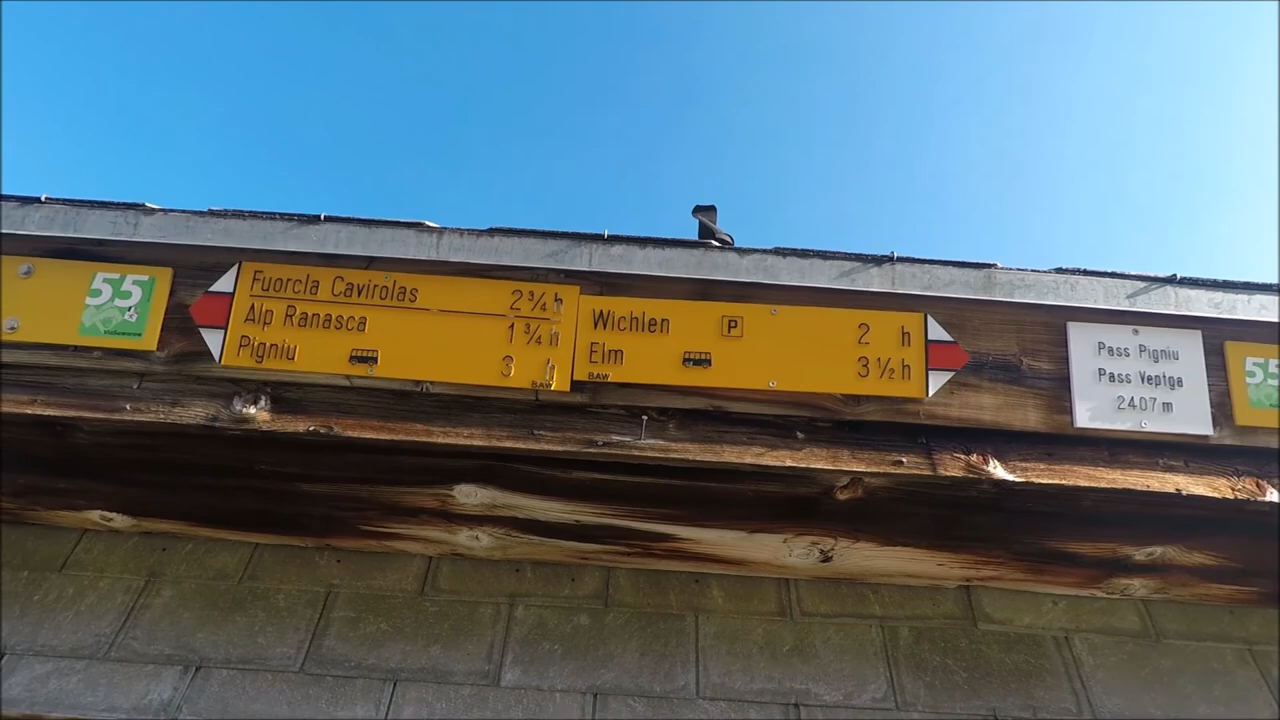 55
ViaSuworow
Fuorcla Cavirolas 2¾ h
Alp Ranasca 1¾ h
Pigniu 3 h
BAW
Wichlen P 2 h
Elm 3½ h
BAW
Pass Pigniu
Pass Veptga
2407 m
55